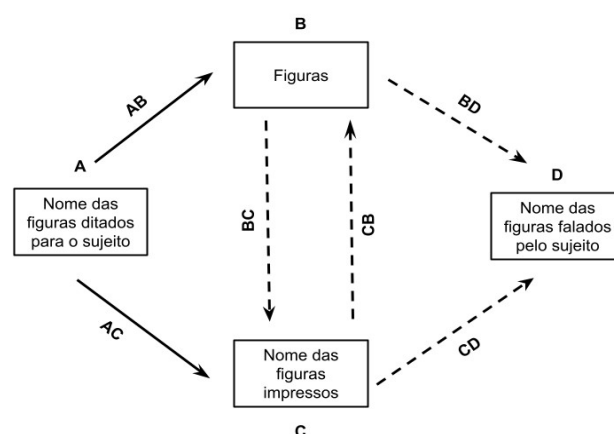 B
Figuras
AB
BD
A
D
Nome das
figuras ditados
para o sujeito
BC
CB
Nome das
figuras falados
pelo sujeito
AC
CD
Nome das
figuras
impressos
C